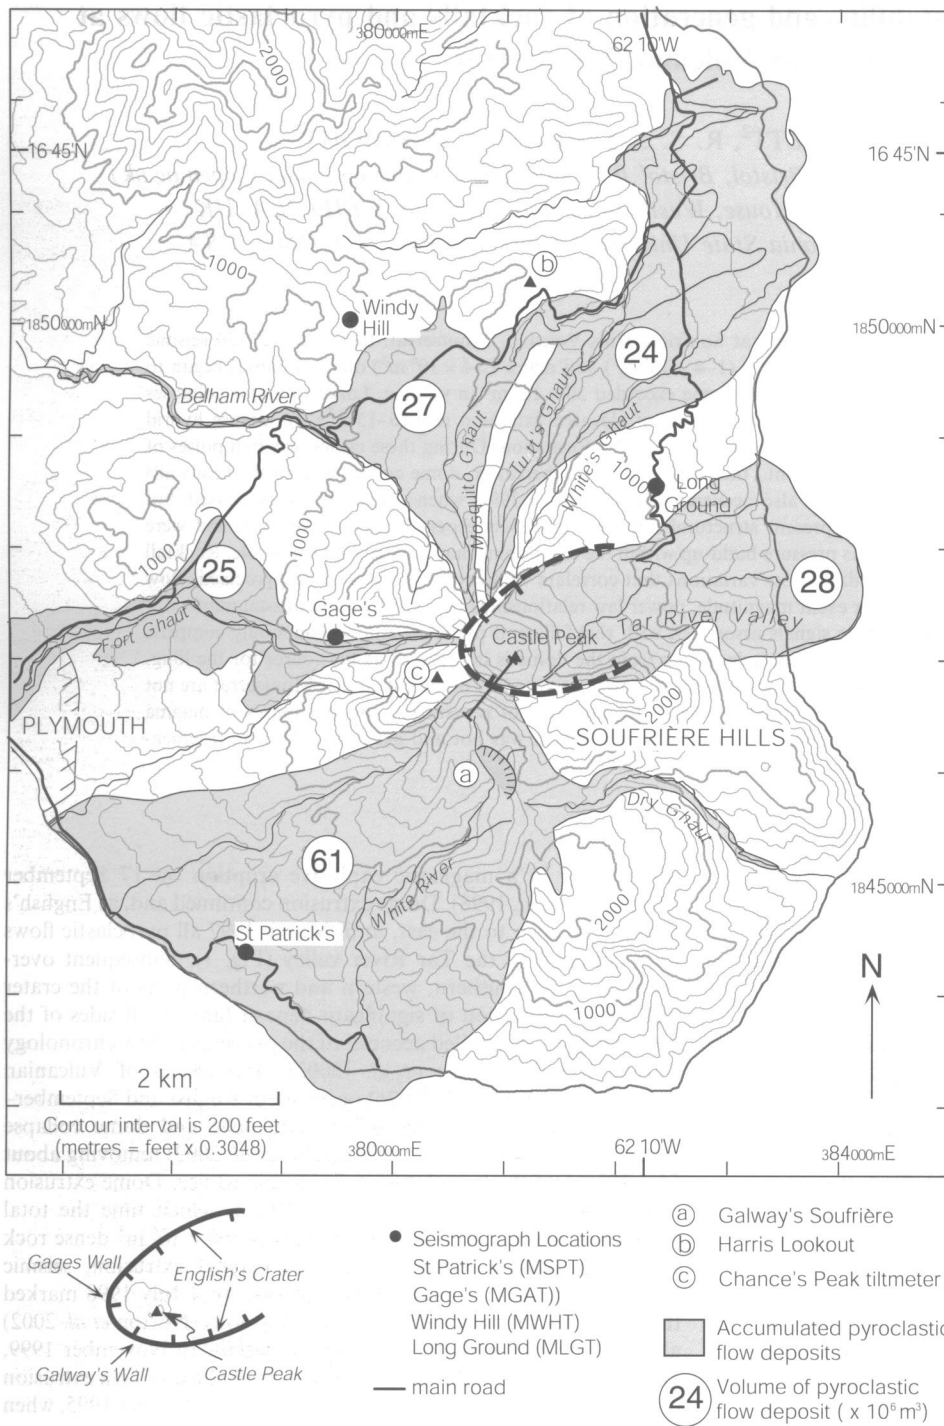 380000mE
62 10'W
2000
16 45'N
16 45'N
1000
b
Windy
Hill
1850000mN
1850000mN
24
Belham River
27
Mosquito Ghaut
Tuitt's Ghaut
White's Ghaut
1000
Long
Ground
1000
1000
25
28
Gage's
Fort Ghaut
Castle Peak
Tar River Valley
C
2000
PLYMOUTH
SOUFRIÈRE HILLS
a
Dry Ghaut
61
White River
1845000mN
2000
St Patrick's
N
1000
2 km
Contour interval is 200 feet
(metres = feet x 0.3048)
380000mE
62 10'W
384000mE
Gages Wall
English's
Crater
Galway's Wall
Castle Peak
Seismograph Locations
St Patrick's (MSPT)
Gage's (MGAT))
Windy Hill (MWHT)
Long Ground (MLGT)
main road
a Galway's Soufrière
b Harris Lookout
C Chance's Peak tiltmeter
Accumulated pyroclastic
flow deposits
24 Volume of pyroclastic
flow deposit ( x 10⁶ m³)